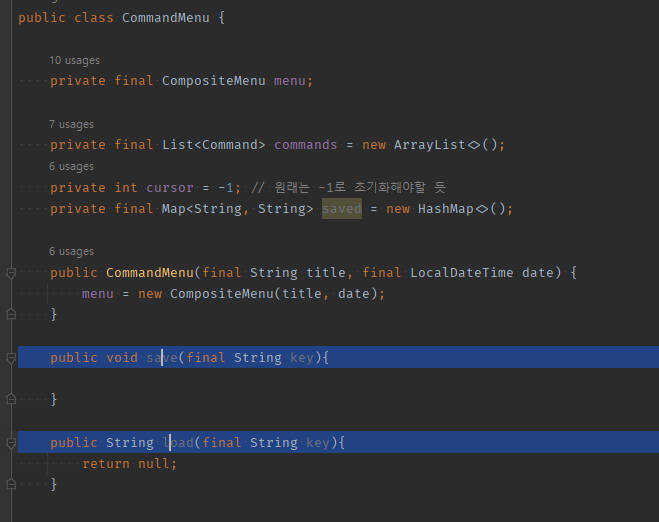 public class CommandMenu {
10 usages
private final CompositeMenu menu;
7 usages
private final List<Command> commands = new ArrayList<>();
6 usages
private int cursor = -1; // 원래는 -1로 초기화해야할 듯
private final Map<String, String> saved = new HashMap<>();
6 usages
public CommandMenu(final String title, final LocalDateTime date) {
menu = new CompositeMenu(title, date);
}
public void save(final String key){
}
public String load(final String key){
return null;
}